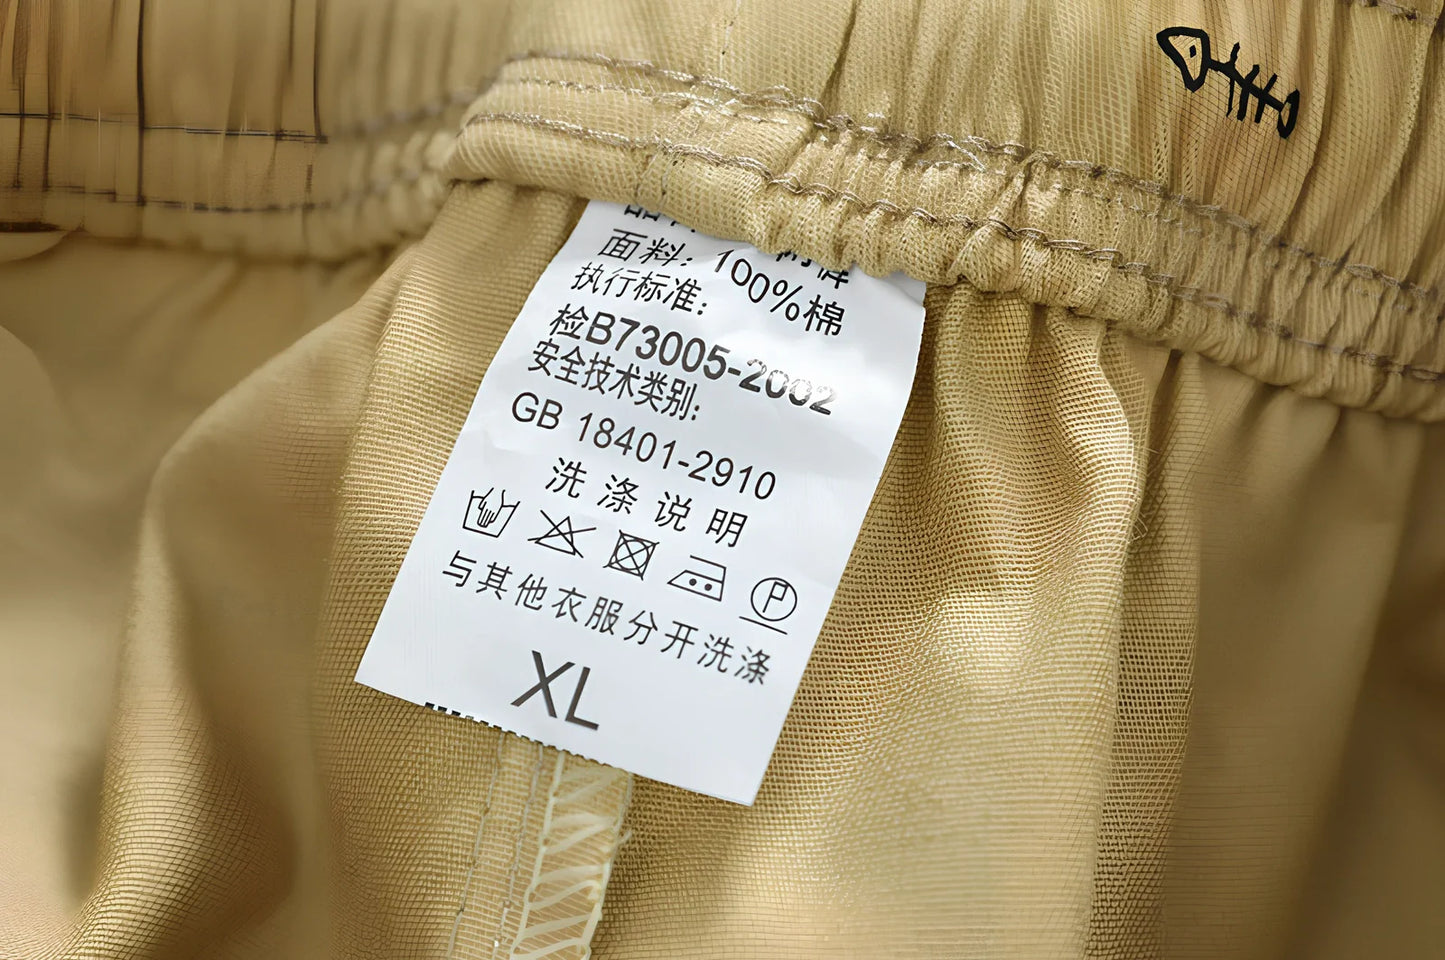 面料: 100%棉
执行标准:
检B73005-2002
安全技术类别:
GB 18401-2910
洗涤说明
P
与其他衣服分开洗涤
XL